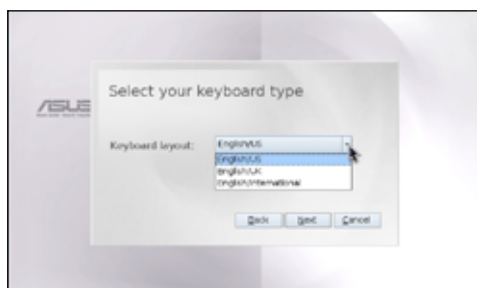 ASUS
Select your keyboard type
Keyboard layout:
English/US
English/US
English/UK
English/International
Back Next Cancel